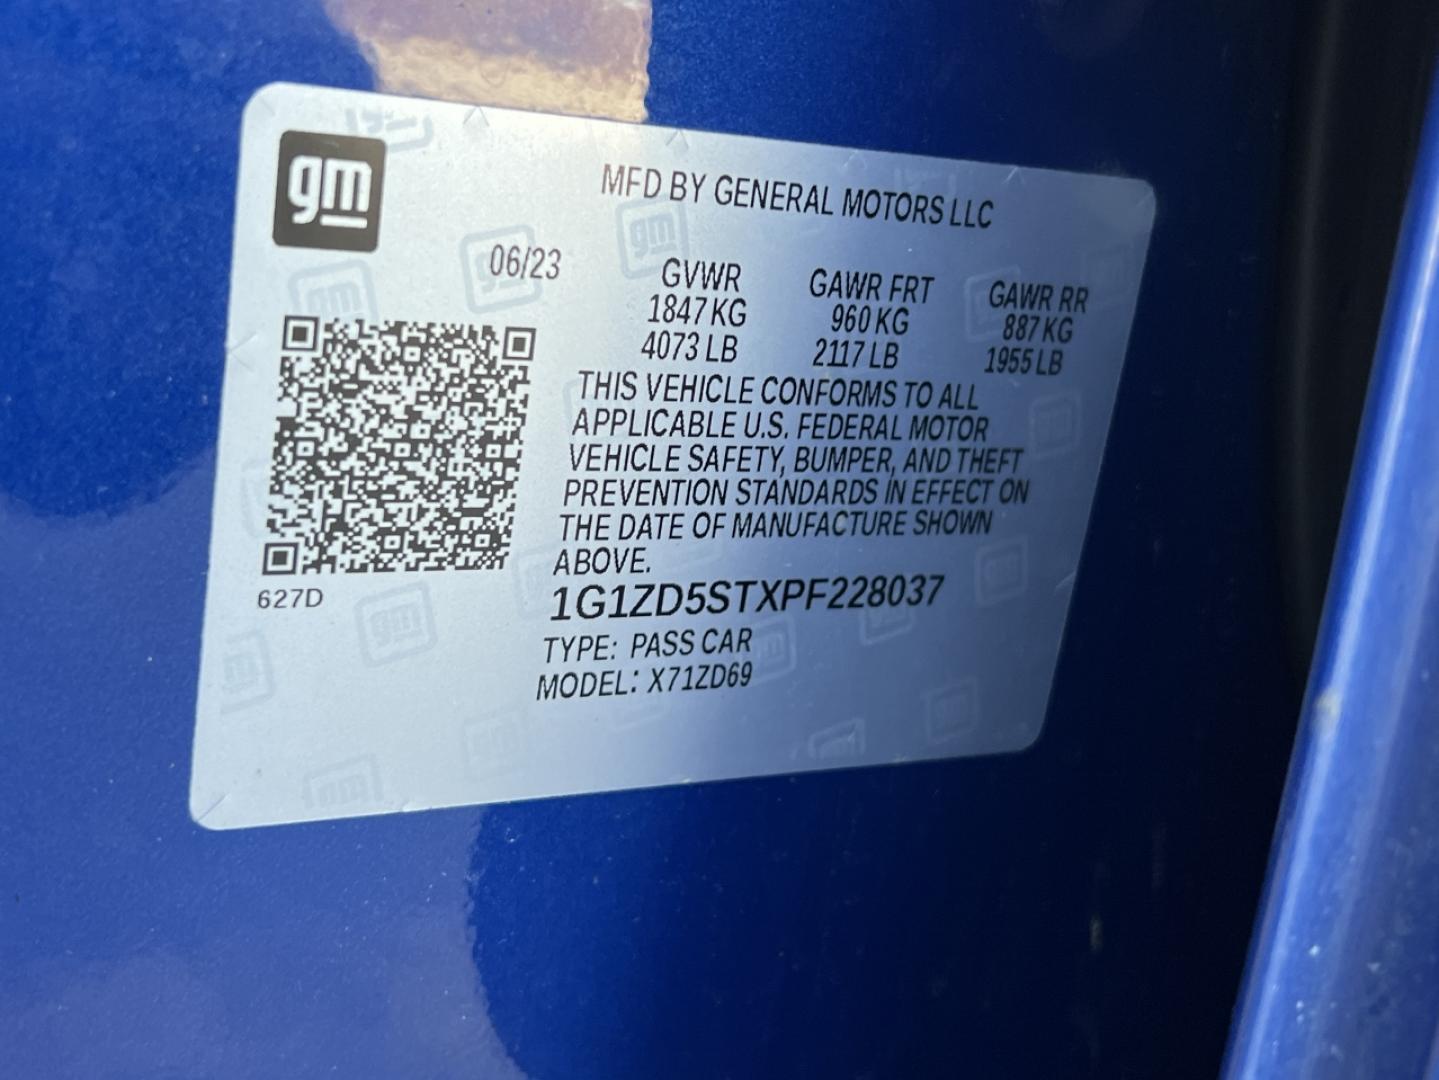 gm
MFD BY GENERAL MOTORS LLC
06/23
GVWR GAWR FRT GAWR RR
1847 KG 960 KG 887 KG
4073 LB 2117 LB 1955 LB
THIS VEHICLE CONFORMS TO ALL
APPLICABLE U.S. FEDERAL MOTOR
VEHICLE SAFETY, BUMPER, AND THEFT
PREVENTION STANDARDS IN EFFECT ON
THE DATE OF MANUFACTURE SHOWN
ABOVE.
627D
1G1ZD5STXPF228037
TYPE: PASS CAR
MODEL: X71ZD69